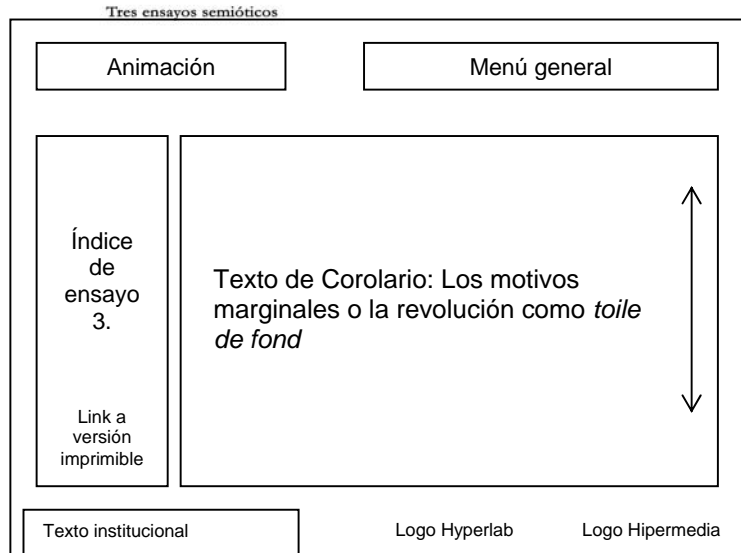 Tres ensayos semióticos
Animación
Menú general
Índice
de
ensayo
3.
Link a
versión
imprimible
Texto de Corolario: Los motivos
marginales o la revolución como toile
de fond
Texto institucional
Logo Hyperlab
Logo Hipermedia